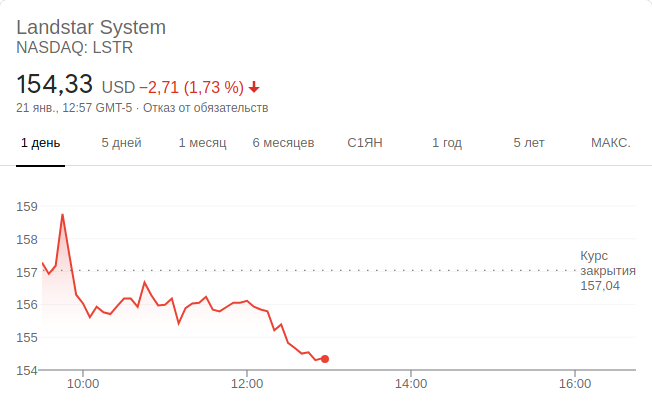 Landstar System
NASDAQ: LSTR
154,33 USD −2,71 (1,73 %)
21 янв., 12:57 GMT-5 · Отказ от обязательств
1 день 5 дней 1 месяц 6 месяцев С1ЯН 1 год 5 лет МАКС.
159
158
157
156
155
154
Курс
закрытия
157,04
10:00 12:00 14:00 16:00